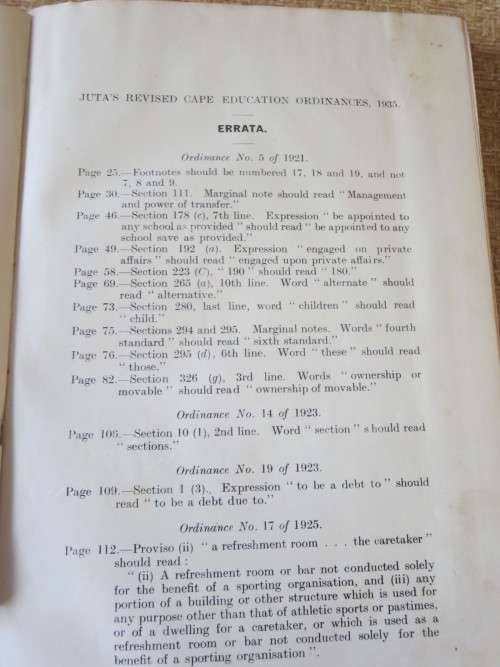 JUTA'S REVISED CAPE EDUCATION ORDINANCES, 1935.
ERRATA.
Ordinance No. 5 of 1921.
Page 25.—Footnotes should be numbered 17, 18 and 19, and not
7, 8 and 9.
Page 30.—Section 111. Marginal note should read "Management
and power of transfer."
Page 46.—Section 178 (c), 7th line. Expression "be appointed to
any school as provided" should read "be appointed to any
school save as provided."
Page 49.—Section 192 (a). Expression "engaged on private
affairs" should read "engaged upon private affairs."
Page 58.—Section 223 (C), "190" should read "180."
Page 69.—Section 265 (a), 10th line. Word "alternate" should
read "alternative."
Page 73.—Section 280, last line, word "children" should read
"child."
Page 75.—Sections 294 and 295. Marginal notes. Words "fourth
standard" should read "sixth standard."
Page 76.—Section 295 (d), 6th line. Word "these" should read
"those."
Page 82.—Section 326 (g), 3rd line. Words "ownership or
movable" should read "ownership of movable."
Ordinance No. 14 of 1923.
Page 106.—Section 10 (1), 2nd line. Word "section" should read
"sections."
Ordinance No. 19 of 1923.
Page 109.—Section 1 (3)., Expression "to be a debt to" should
read "to be a debt due to."
Ordinance No. 17 of 1925.
Page 112.—Proviso (ii) "a refreshment room . . . the caretaker"
should read :
"(ii) A refreshment room or bar not conducted solely
for the benefit of a sporting organisation, and (iii) any
portion of a building or other structure which is used for
any purpose other than that of athletic sports or pastimes,
or of a dwelling for a caretaker, or which is used as a
refreshment room or bar not conducted solely for the
benefit of a sporting organisation".